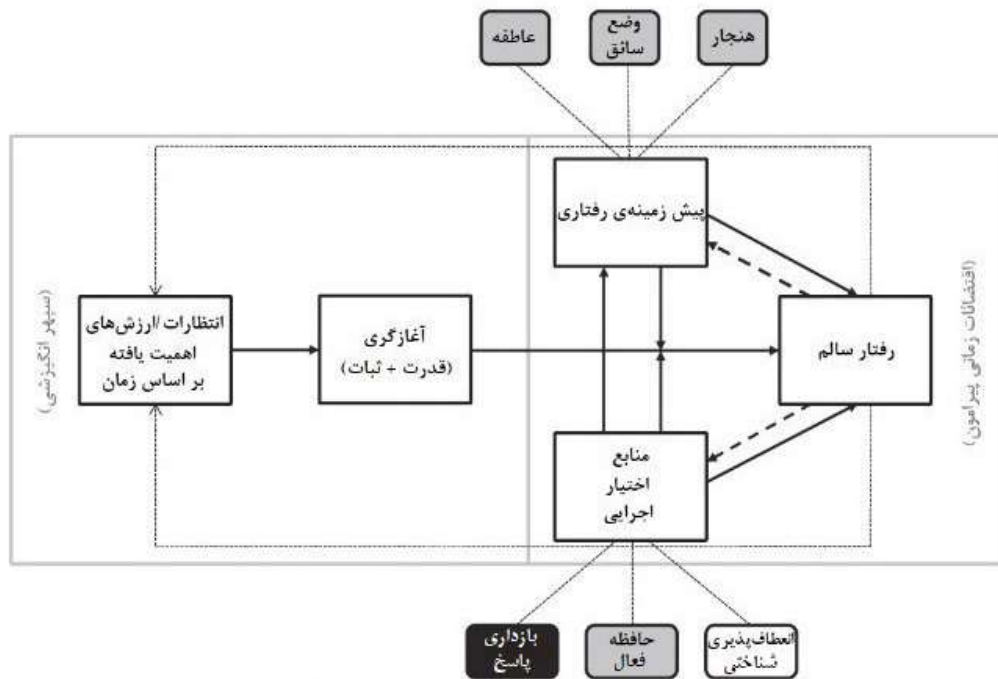 هنجار
وضع
سائق
عاطفه
پیش زمینه‌ی رفتاری
(اقتضائات زمانی پیرامون)
رفتار سالم
آغازگری
(قدرت + ثبات)
انتظارات/ارزش‌های
اهمیت یافته
بر اساس زمان
(سپهر انگیزشی)
منابع
اختیار
اجرایی
انعطاف‌پذیری
شناختی
حافظه
فعال
بازداری
پاسخ